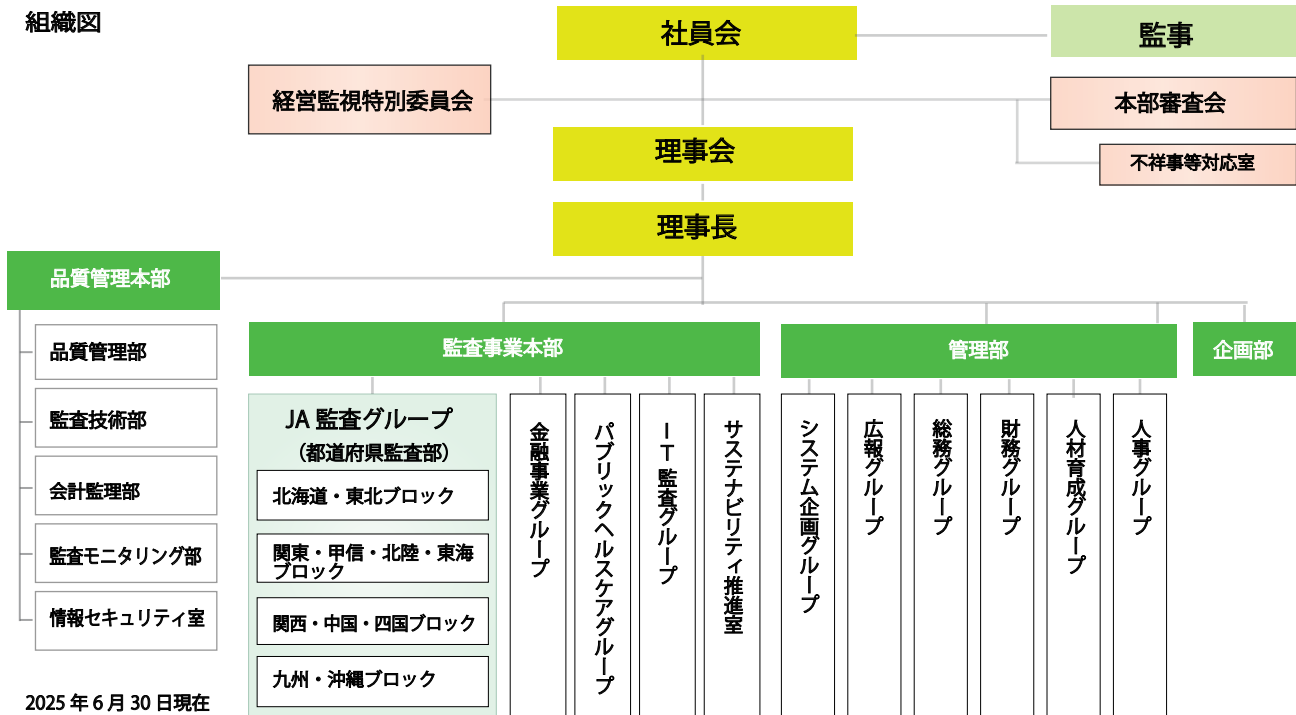 組織図
社員会
監事
経営監視特別委員会
本部審査会
不祥事等対応室
理事会
理事長
品質管理本部
品質管理部
監査技術部
会計監理部
監査モニタリング部
情報セキュリティ室
監査事業本部
JA 監査グループ
（都道府県監査部）
北海道・東北ブロック
関東・甲信・北陸・東海
ブロック
関西・中国・四国ブロック
九州・沖縄ブロック
金融事業グループ
パブリックヘルスケアグループ
IT 監査グループ
サステナビリティ推進室
管理部
システム企画グループ
広報グループ
総務グループ
財務グループ
人材育成グループ
人事グループ
企画部
2025 年 6 月 30 日現在